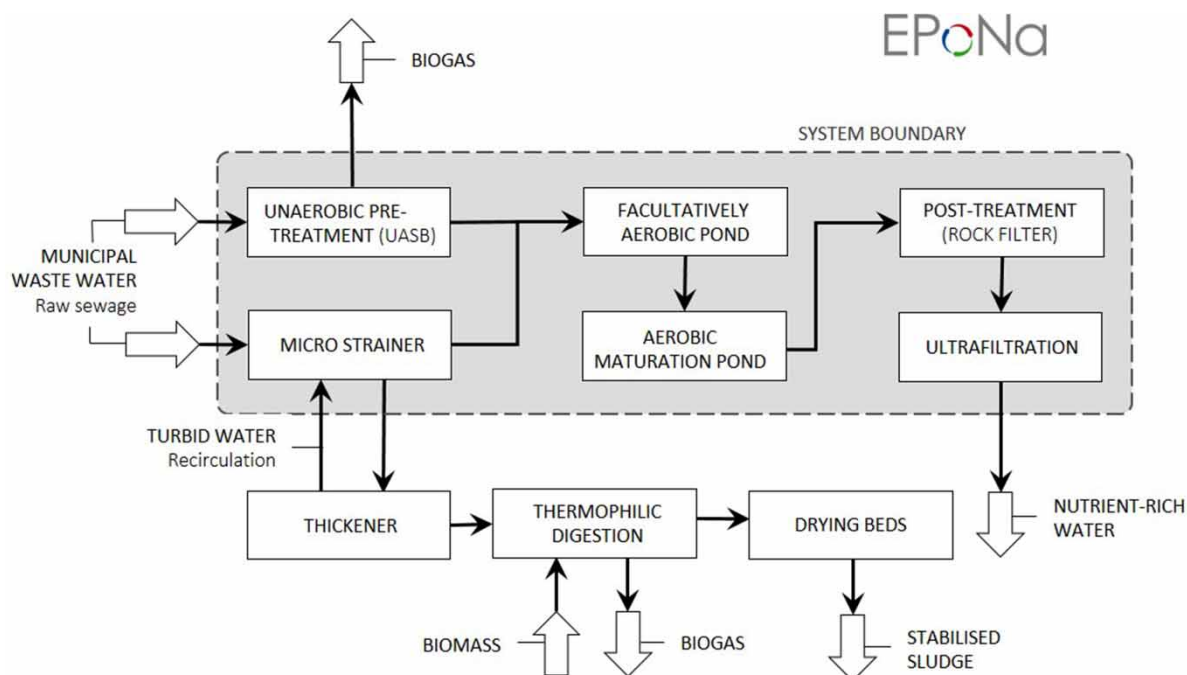 EPoNa
BIOGAS
SYSTEM BOUNDARY
UNAEROBIC PRE-
TREATMENT (UASB)
FACULTATIVELY
AEROBIC POND
POST-TREATMENT
(ROCK FILTER)
MUNICIPAL
WASTE WATER
Raw sewage
MICRO STRAINER
AEROBIC
MATURATION POND
ULTRAFILTRATION
TURBID WATER
Recirculation
THICKENER
THERMOPHILIC
DIGESTION
DRYING BEDS
NUTRIENT-RICH
WATER
BIOMASS
BIOGAS
STABILISED
SLUDGE